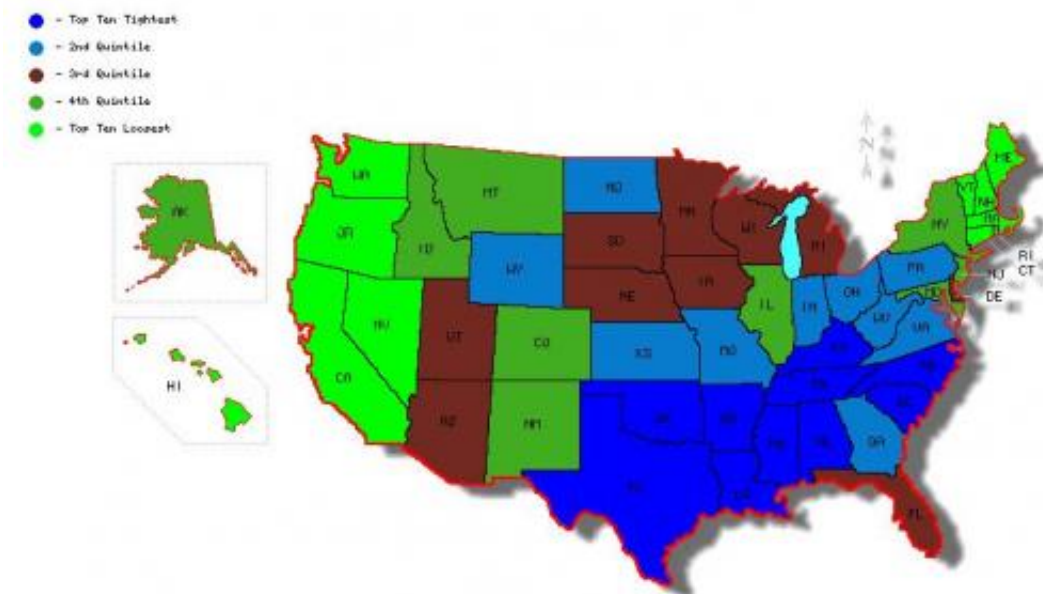 - Top Ten Tightest
- 2nd Quintile
- 3rd Quintile
- 4th Quintile
- Top Ten Loosest
ME
WA
VT
MT
ND
NH
AK
MN
MA
NY
OR
WI
ID
SD
MI
RI
WY
PA
CT
NJ
NE
IA
OH
DE
MD
IL
IN
NV
WV
VA
UT
CO
KS
MO
KY
CA
HI
TN
NC
AZ
NM
OK
AR
SC
MS
AL
GA
TX
LA
FL